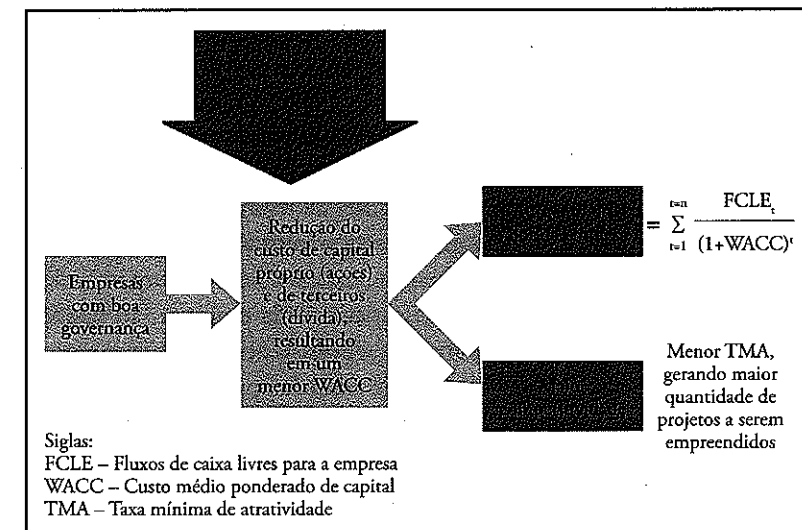 Empresas
com boa
governança
Redução do
custo de capital
próprio (ações)
e de terceiros
(dívida)
resultando
em um
menor WACC
= t=n Σ t=1 FCLE_t / (1+WACC)^t
Menor TMA,
gerando maior
quantidade de
projetos a serem
empreendidos
Siglas:
FCLE – Fluxos de caixa livres para a empresa
WACC – Custo médio ponderado de capital
TMA – Taxa mínima de atratividade